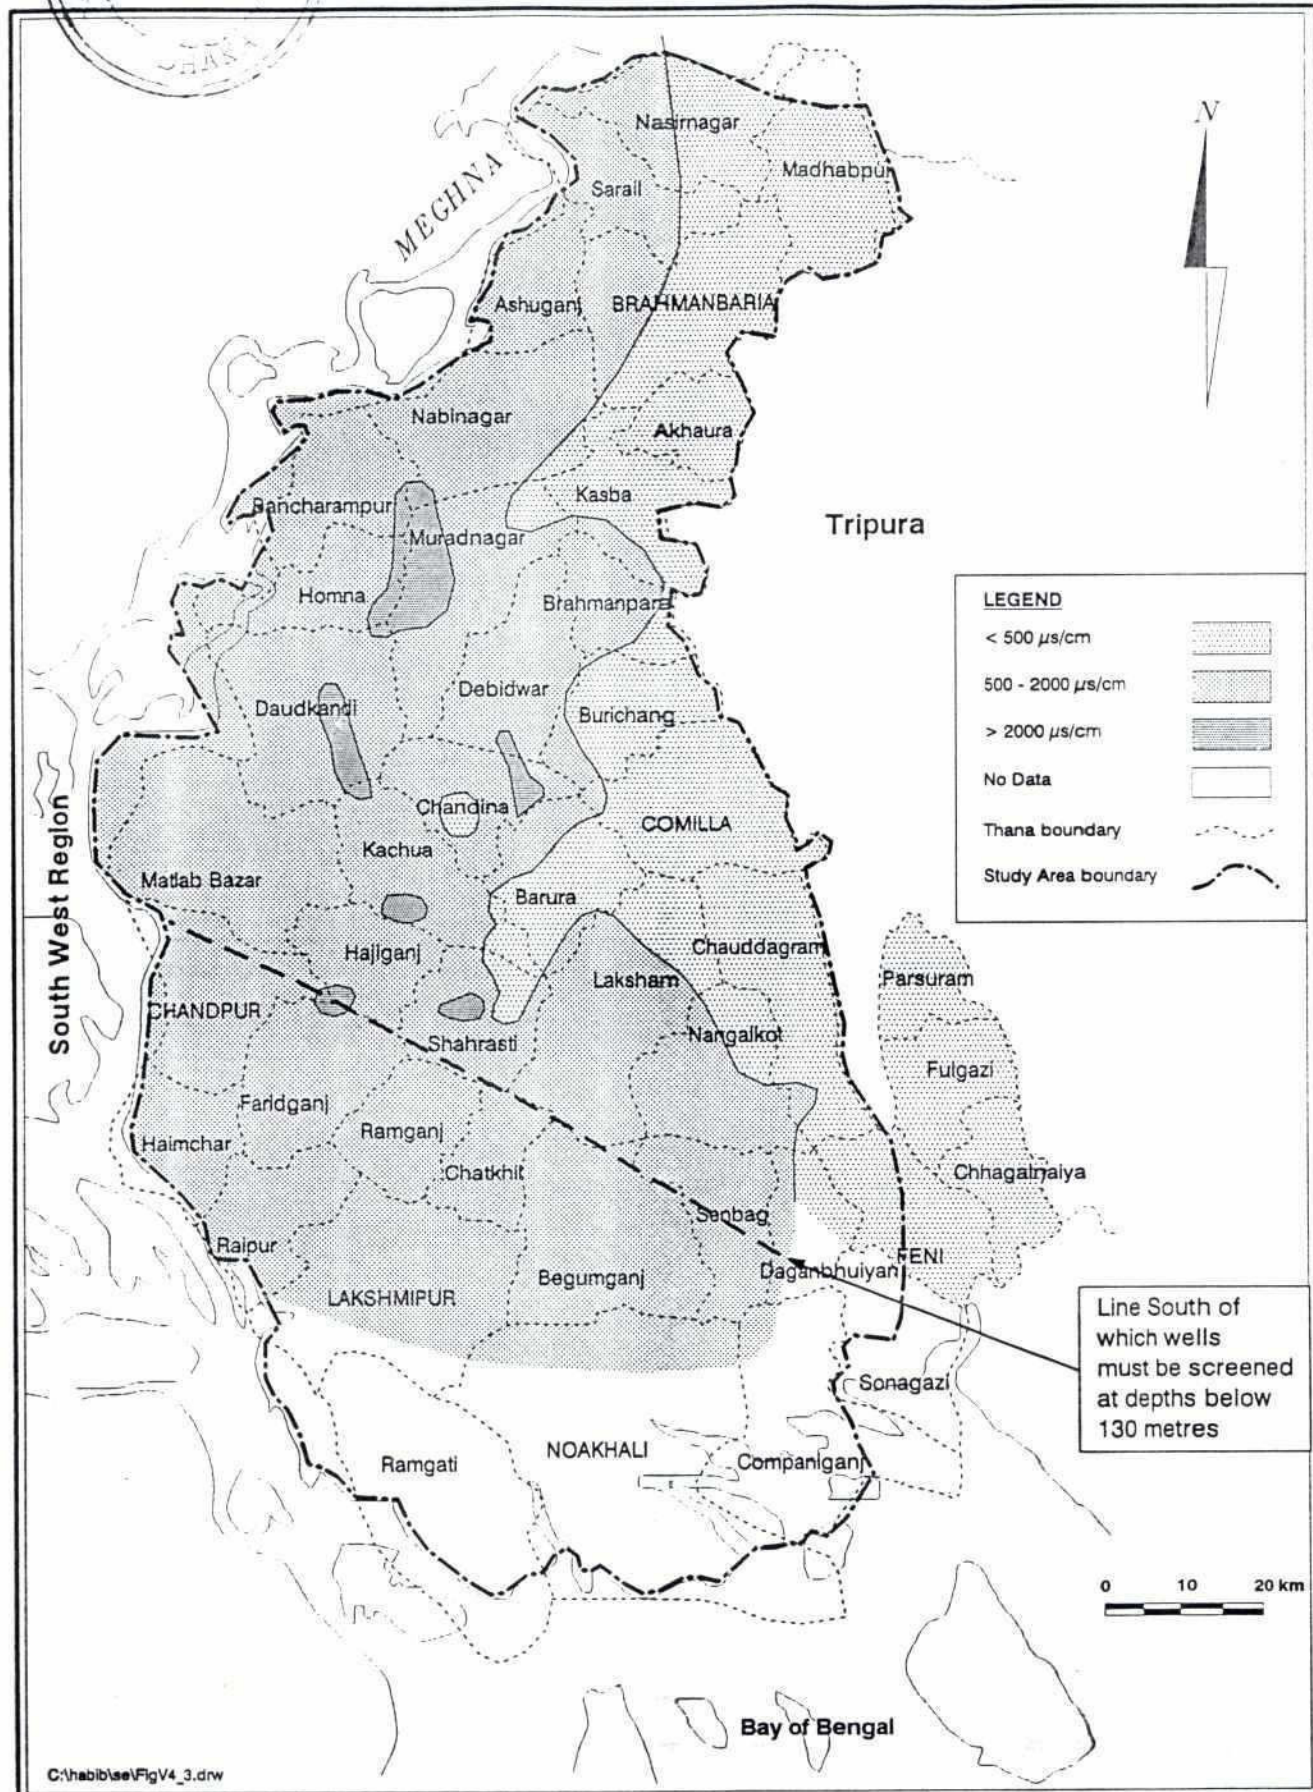 DHAKA
N
MEGHNA
Nasirnagar
Madhabpur
Sarail
Ashuganj
BRAHMANBARIA
Nabinagar
Akhaura
Kasba
Bancharampur
Muradnagar
Tripura
Homna
Brahmanpara
LEGEND
< 500 µs/cm
500 - 2000 µs/cm
> 2000 µs/cm
No Data
Thana boundary
Study Area boundary
Debidwar
Daudkandi
Burichang
Chandina
COMILLA
Kachua
South West Region
Matlab Bazar
Barura
Hajiganj
Chauddagram
Laksham
Parsuram
CHANDPUR
Nangalkot
Shahrasti
Fulgazi
Faridganj
Ramganj
Haimchar
Chatkhil
Chhagalnaiya
Senbag
Raipur
FENI
Daganbhuiyan
Begumganj
LAKSHMIPUR
Line South of
which wells
must be screened
at depths below
130 metres
Sonagazi
NOAKHALI
Ramgati
Companiganj
0 10 20 km
Bay of Bengal
C:\habib\se\FigV4_3.drw